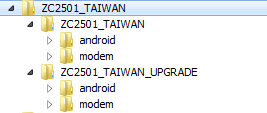 ZC2501_TAIWAN
ZC2501_TAIWAN
android
modem
ZC2501_TAIWAN_UPGRADE
android
modem